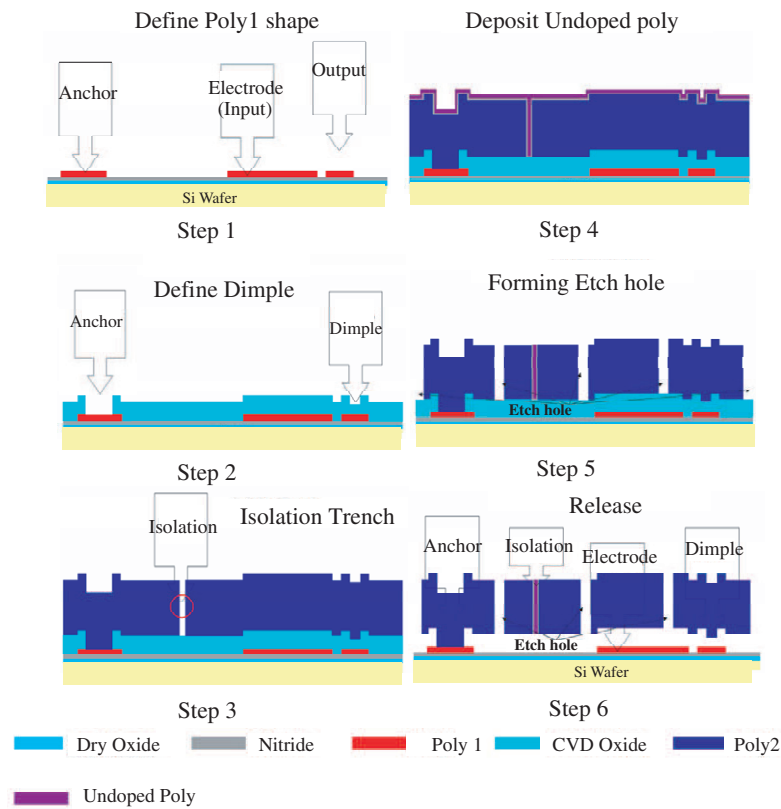 Define Poly1 shape
Anchor
Electrode
(Input)
Output
Si Wafer
Step 1
Define Dimple
Anchor
Dimple
Step 2
Isolation
Isolation Trench
Step 3
Deposit Undoped poly
Step 4
Forming Etch hole
Etch hole
Step 5
Release
Anchor
Isolation
Electrode
Dimple
Etch hole
Si Wafer
Step 6
Dry Oxide
Nitride
Poly 1
CVD Oxide
Poly2
Undoped Poly